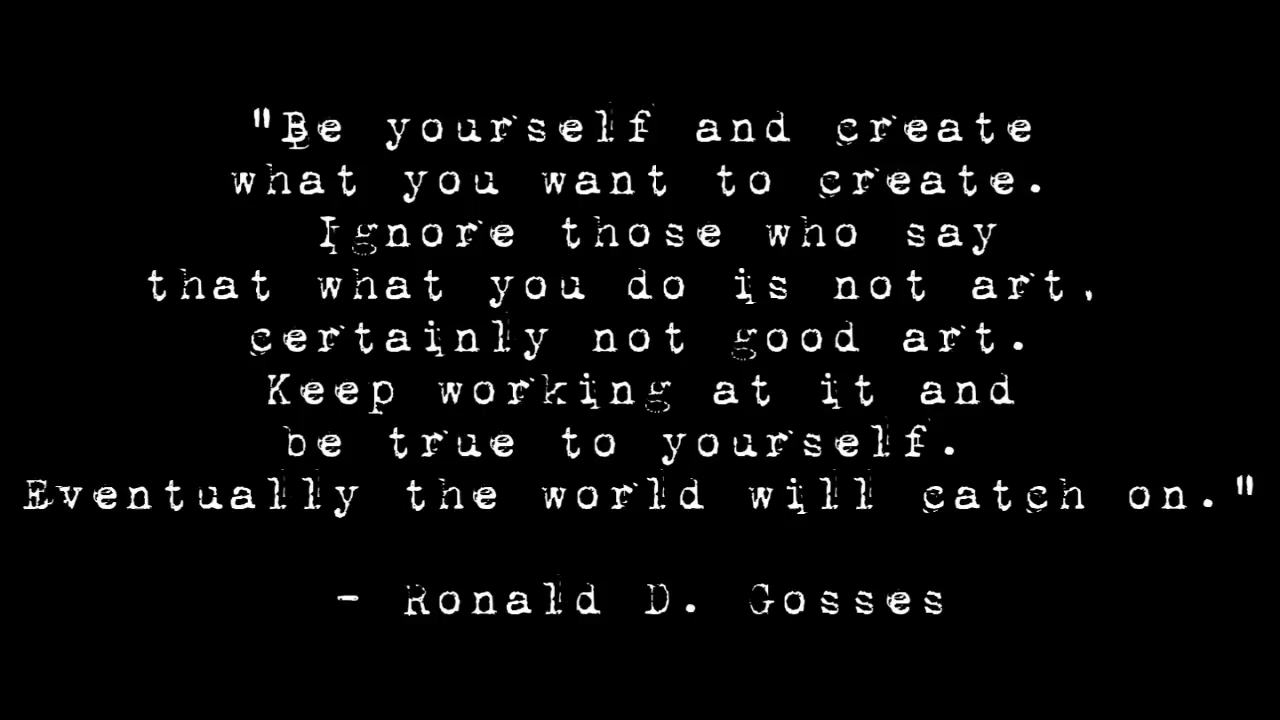 "Be yourself and create
what you want to create.
Ignore those who say
that what you do is not art,
certainly not good art.
Keep working at it and
be true to yourself.
Eventually the world will catch on."
- Ronald D. Gosses